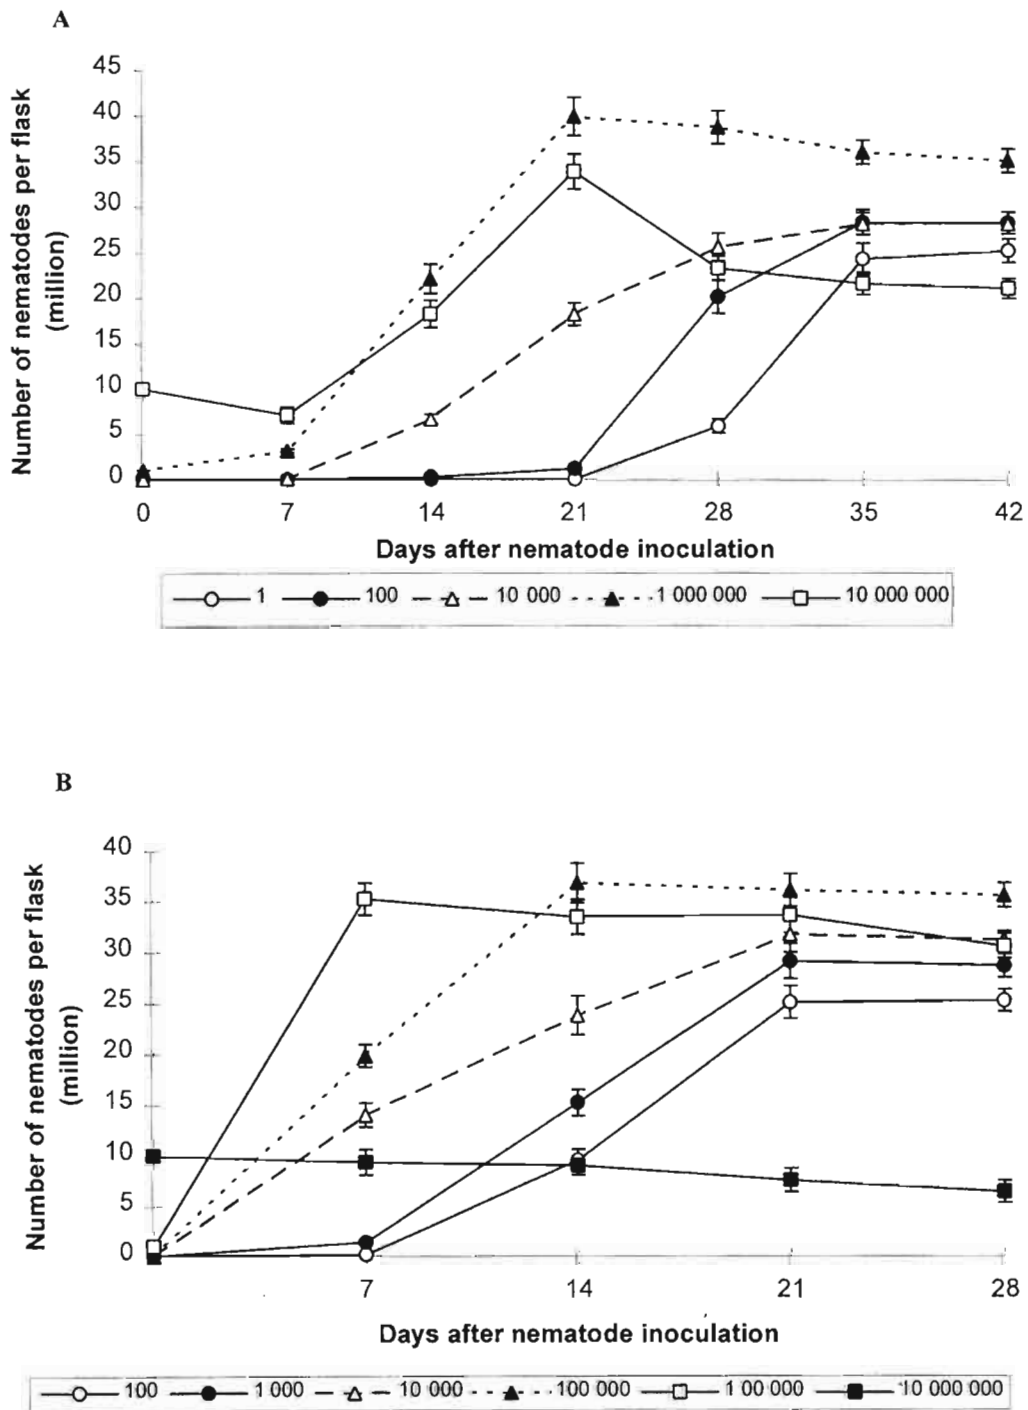 A
Number of nematodes per flask
(million)
45
40
35
30
25
20
15
10
5
0
0 7 14 21 28 35 42
Days after nematode inoculation
1 100 10 000 1 000 000 10 000 000
B
Number of nematodes per flask
(million)
40
35
30
25
20
15
10
5
0
7 14 21 28
Days after nematode inoculation
100 1 000 10 000 100 000 1 00 000 10 000 000